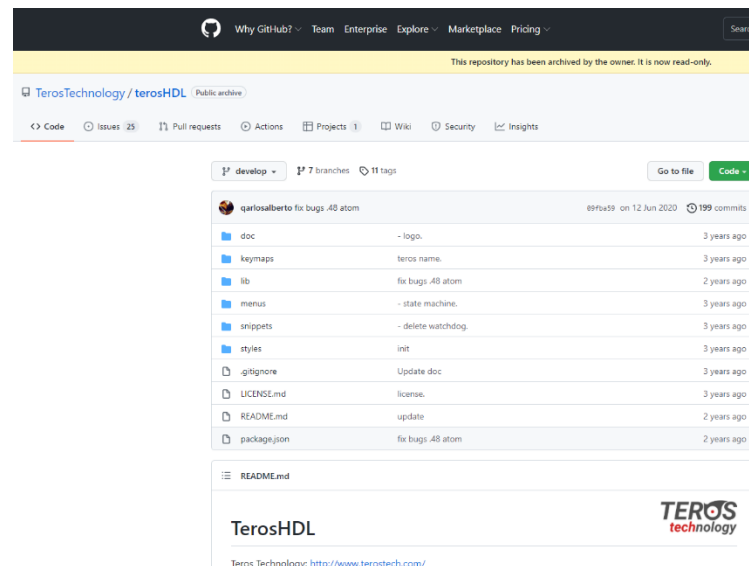 Why GitHub? Team Enterprise Explore Marketplace Pricing
This repository has been archived by the owner. It is now read-only.
TerosTechnology / terosHDL Public archive
<> Code Issues 25 Pull requests Actions Projects 1 Wiki Security Insights
develop 7 branches 11 tags Go to file Code
qarlosalberto fix bugs .48 atom 09fba59 on 12 Jun 2020 199 commits
doc - logo. 3 years ago
keymaps teros name. 3 years ago
lib fix bugs .48 atom 2 years ago
menus - state machine. 3 years ago
snippets - delete watchdog. 3 years ago
styles init 3 years ago
.gitignore Update doc 3 years ago
LICENSE.md license. 3 years ago
README.md update 2 years ago
package.json fix bugs .48 atom 2 years ago
README.md
TEROS
technology
TerosHDL
Teros Technology: http://www.terostech.com/